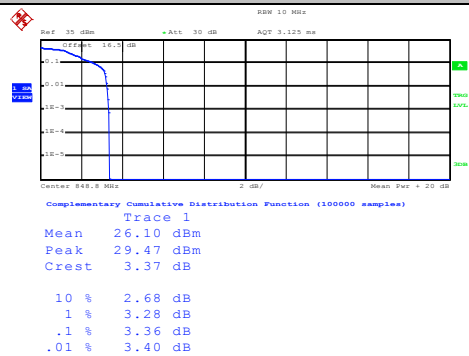 RBW 10 MHz
Ref 35 dBm * Att 30 dB AQT 3.125 ms
Offset 16.5 dB
0.1
A
0.01
1 SA
VIEW
TRG
LVL
1E-3
1E-4
1E-5
3DB
Center 848.8 MHz 2 dB/ Mean Pwr + 20 dB
Complementary Cumulative Distribution Function (100000 samples)
Trace 1
Mean 26.10 dBm
Peak 29.47 dBm
Crest 3.37 dB
10 % 2.68 dB
1 % 3.28 dB
.1 % 3.36 dB
.01 % 3.40 dB